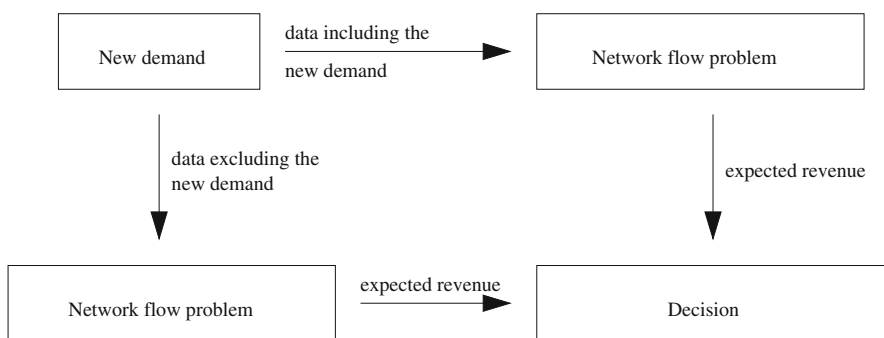 New demand
data including the
new demand
Network flow problem
data excluding the
new demand
expected revenue
Network flow problem
expected revenue
Decision